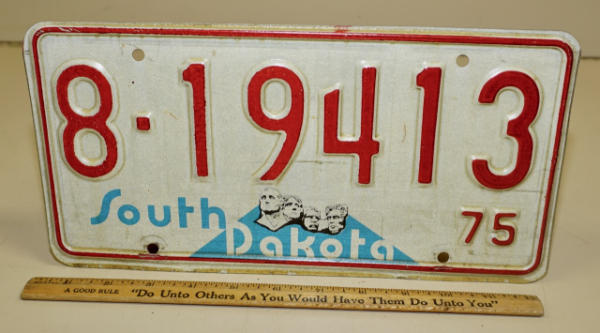 8-19413
South Dakota
75
A GOOD RULE "Do Unto Others As You Would Have Them Do Unto You"